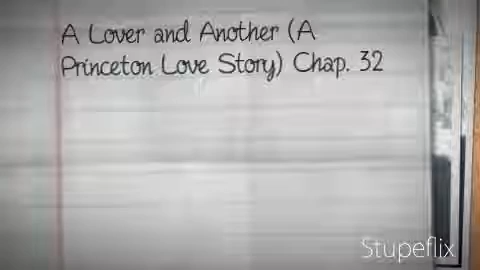 A Lover and Another (A
Princeton Love Story) Chap. 32
Stupeflix